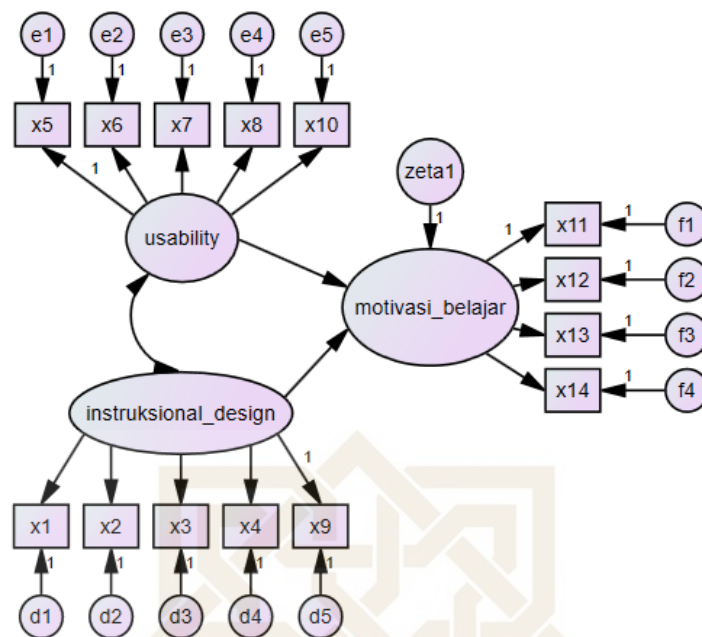 e1 e2 e3 e4 e5
1 1 1 1 1
x5 x6 x7 x8 x10
1
zeta1
1
usability
1 x11 1 f1
x12 1 f2
motivasi_belajar
x13 1 f3
x14 1 f4
instruksional_design
1
x1 x2 x3 x4 x9
1 1 1 1 1
d1 d2 d3 d4 d5